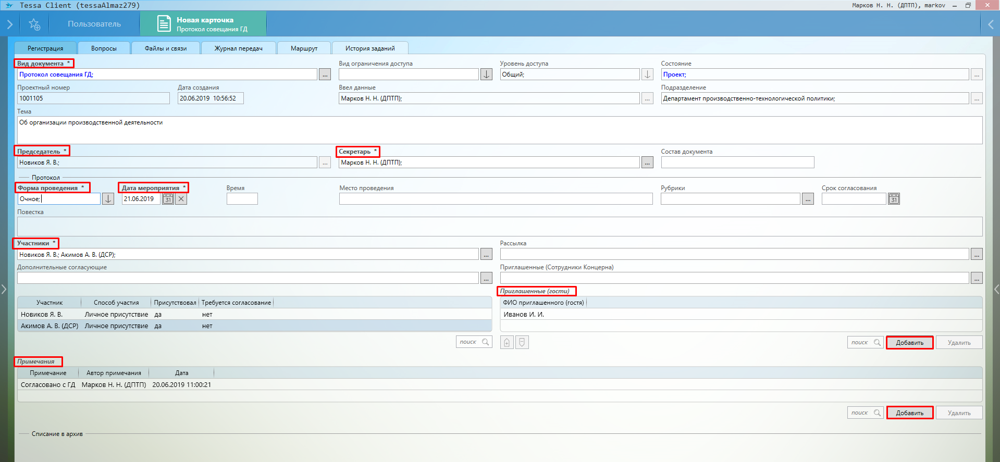 Tessa Client (tessaAlmaz279)
Марков Н. Н. (ДПТП), markov
Пользователь
Новая карточка
Протокол совещания ГД
Регистрация Вопросы Файлы и связи Журнал передач Маршрут История заданий
Вид документа * Вид ограничения доступа Уровень доступа Состояние
Протокол совещания ГД; ... Общий; Проект; ...
Проектный номер Дата создания Ввел данные Подразделение
1001105 20.06.2019 10:56:52 Марков Н. Н. (ДПТП); ... Департамент производственно-технологической политики; ...
Тема
Об организации производственной деятельности
Председатель * Секретарь * Состав документа
Новиков Я. В.; ... Марков Н. Н. (ДПТП); ...
Протокол
Форма проведения * Дата мероприятия * Время Место проведения Рубрики Срок согласования
Очное; 21.06.2019 31 ... 31
Повестка
Участники * Рассылка
Новиков Я. В.; Акимов А. В. (ДСР); ... ...
Дополнительные согласующие Приглашенные (Сотрудники Концерна)
... ...
Приглашенные (гости)
Участник Способ участия Присутствовал Требуется согласование ФИО приглашенного (гостя)
Новиков Я. В. Личное присутствие да нет Иванов И. И.
Акимов А. В. (ДСР) Личное присутствие да нет
поиск поиск Добавить Удалить
Примечания
Примечание Автор примечания Дата
Согласовано с ГД Марков Н. Н. (ДПТП) 20.06.2019 11:00:21
поиск Добавить Удалить
Списание в архив